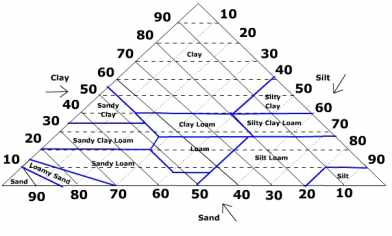 90 10
80 20
70 30
Clay
60 40
Clay 50 50 Silt
40 Sandy Clay Silty Clay 60
30 Clay Loam Silty Clay Loam 70
20 Sandy Clay Loam Loam 80
10 Sandy Loam Silt Loam 90
Sand Loamy Sand Silt
90 80 70 60 50 40 30 20 10
Sand